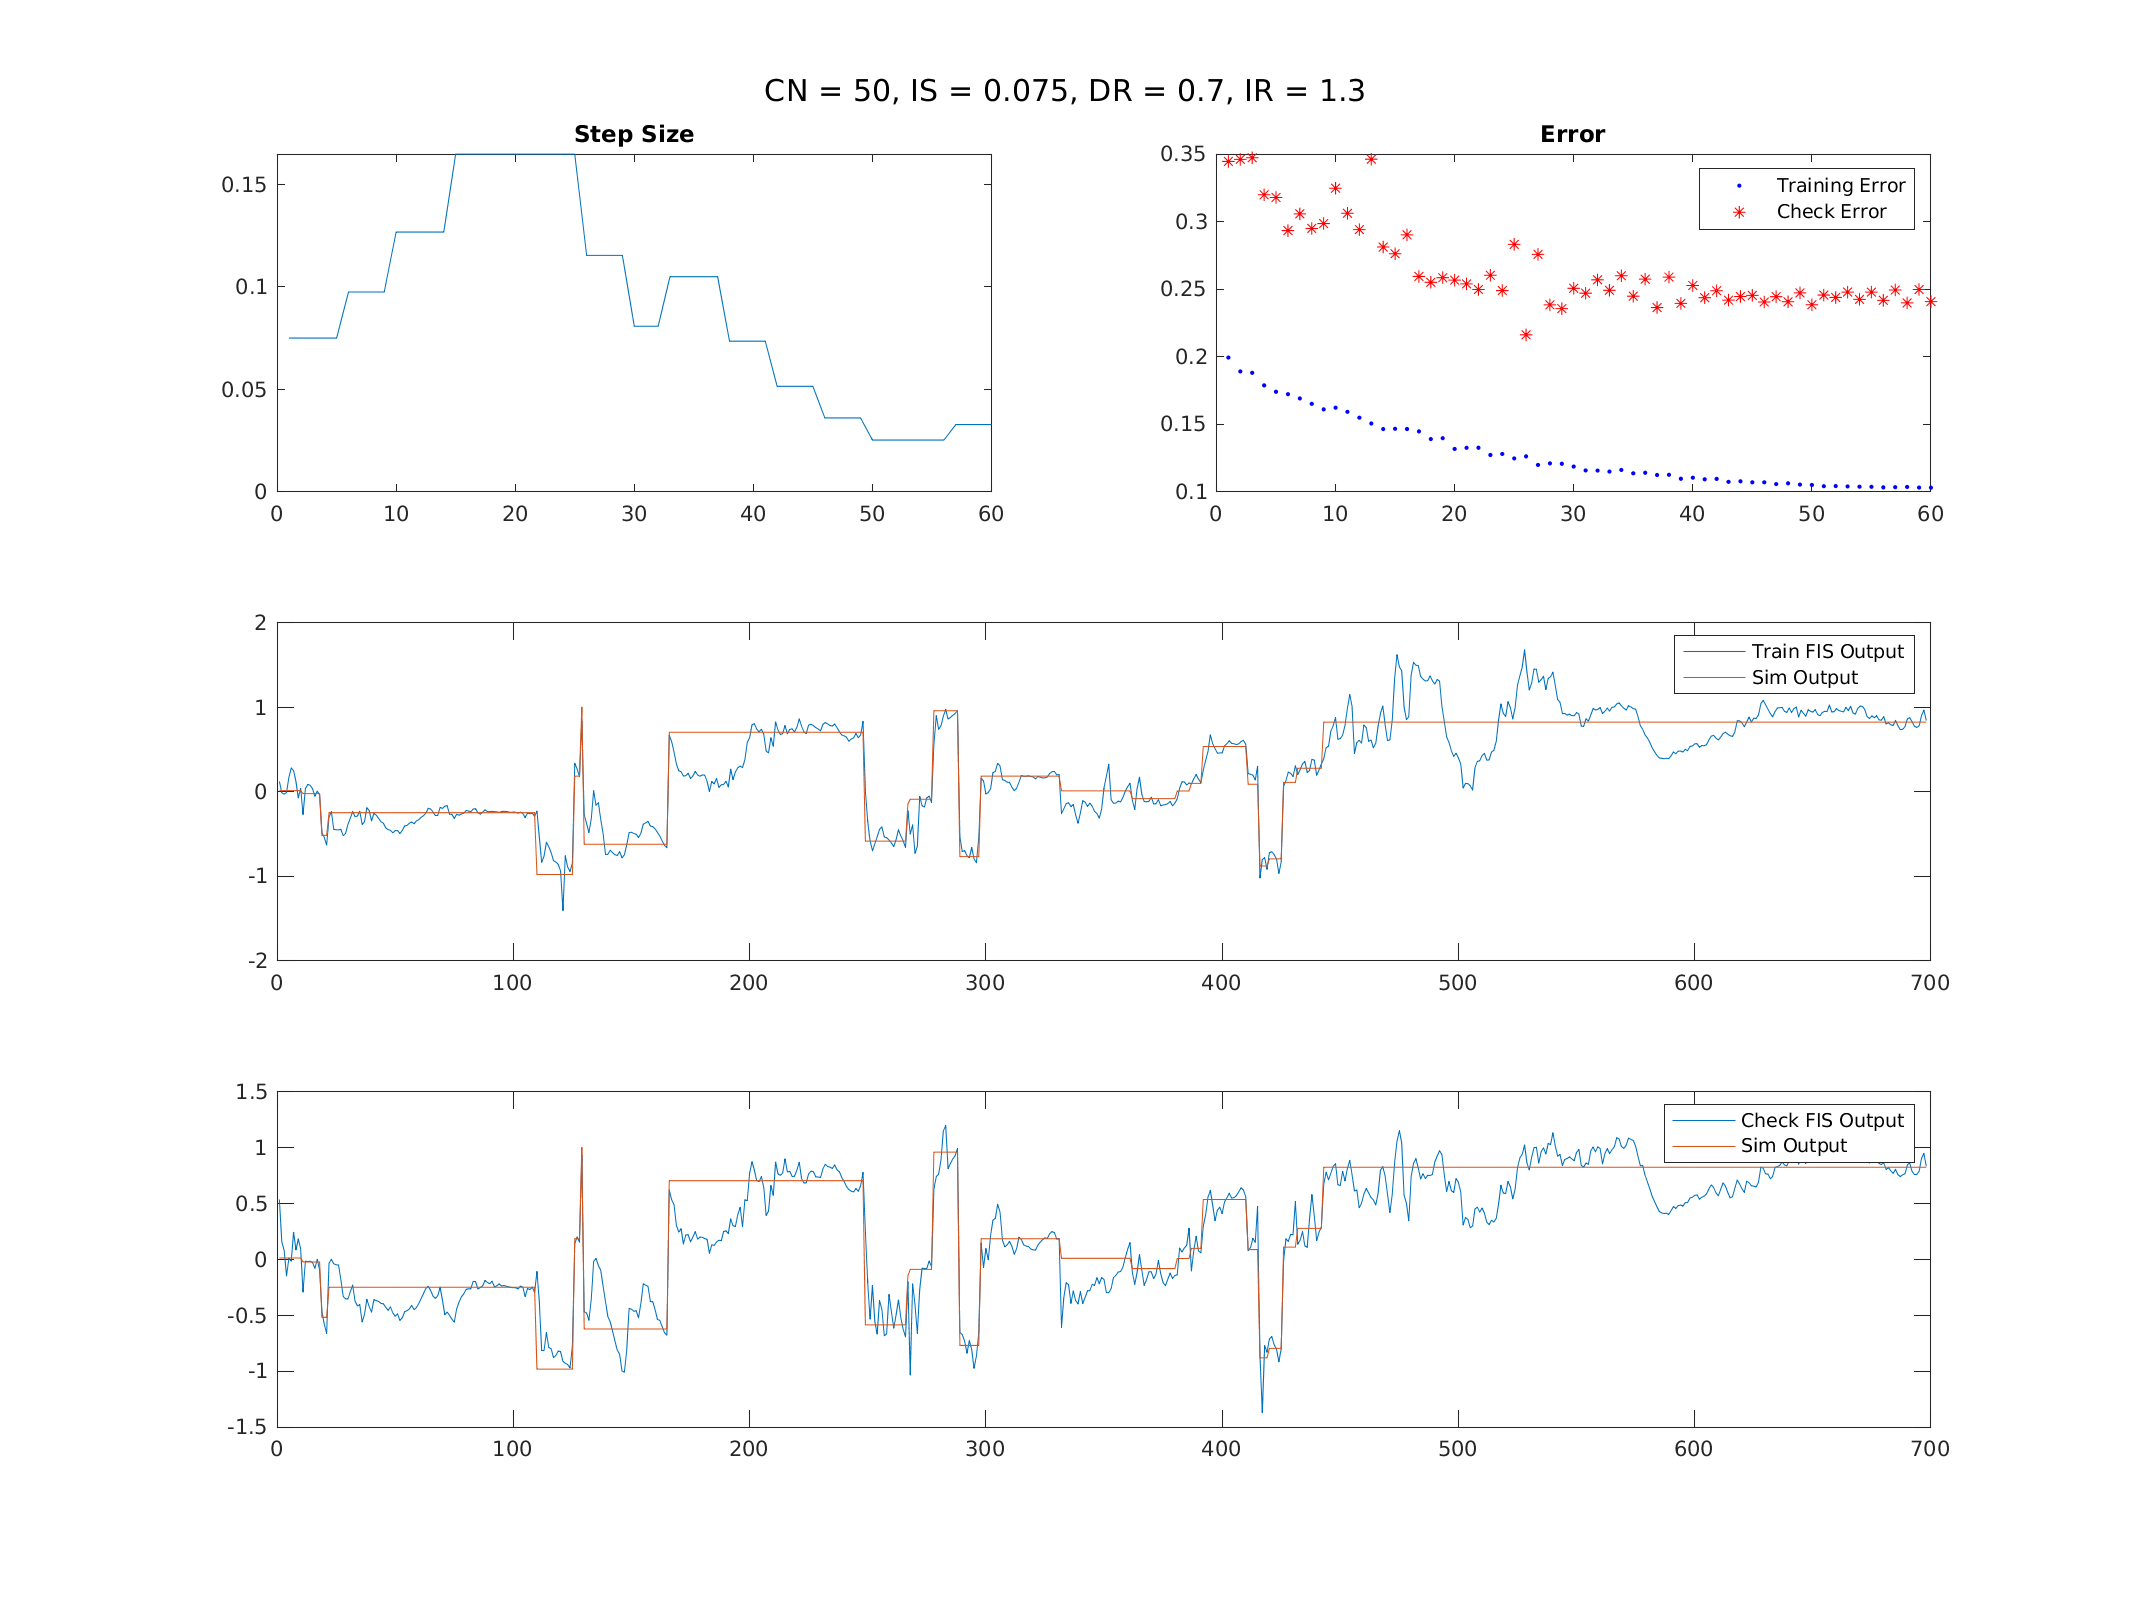 CN = 50, IS = 0.075, DR = 0.7, IR = 1.3
Step Size
0.15
0.1
0.05
0
0 10 20 30 40 50 60
Error
0.35
0.3
0.25
0.2
0.15
0.1
0 10 20 30 40 50 60
Training Error
Check Error
2
1
0
-1
-2
0 100 200 300 400 500 600 700
Train FIS Output
Sim Output
1.5
1
0.5
0
-0.5
-1
-1.5
0 100 200 300 400 500 600 700
Check FIS Output
Sim Output